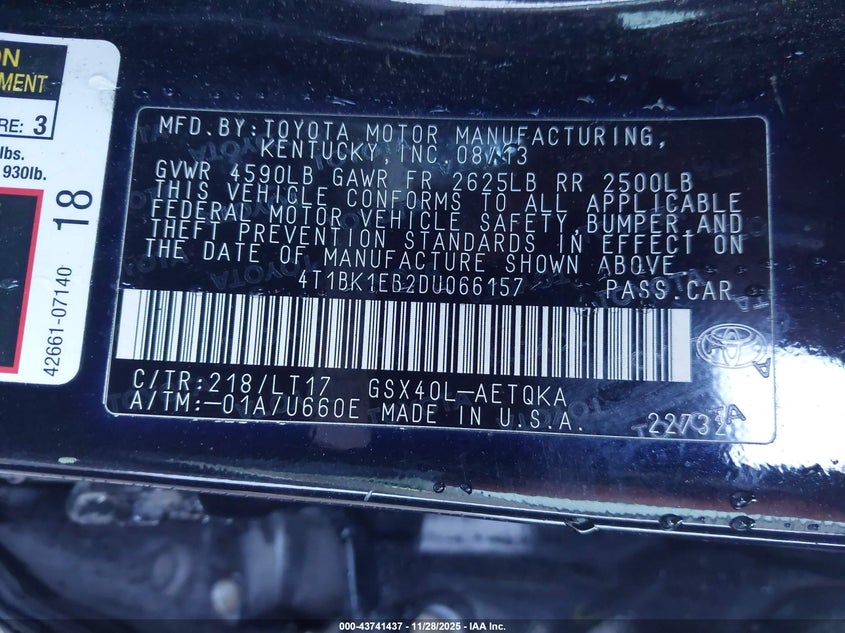 ON
MENT
RE: 3
lbs.
930lb.
18
42661-07140
MFD.BY:TOYOTA MOTOR MANUFACTURING,
KENTUCKY, INC. 08/13
GVWR 4590LB GAWR FR 2625LB RR 2500LB
THIS VEHICLE CONFORMS TO ALL APPLICABLE
FEDERAL MOTOR VEHICLE SAFETY, BUMPER, AND
THEFT PREVENTION STANDARDS IN EFFECT ON
THE DATE OF MANUFACTURE SHOWN ABOVE.
4T1BK1EB2DU066157 PASS.CAR
C/TR:218/LT17 GSX40L-AETQKA
A/TM:-01A/U660E MADE IN U.S.A.
22732
TOYOTA
000-43741437 - 11/28/2025 - IAA Inc.